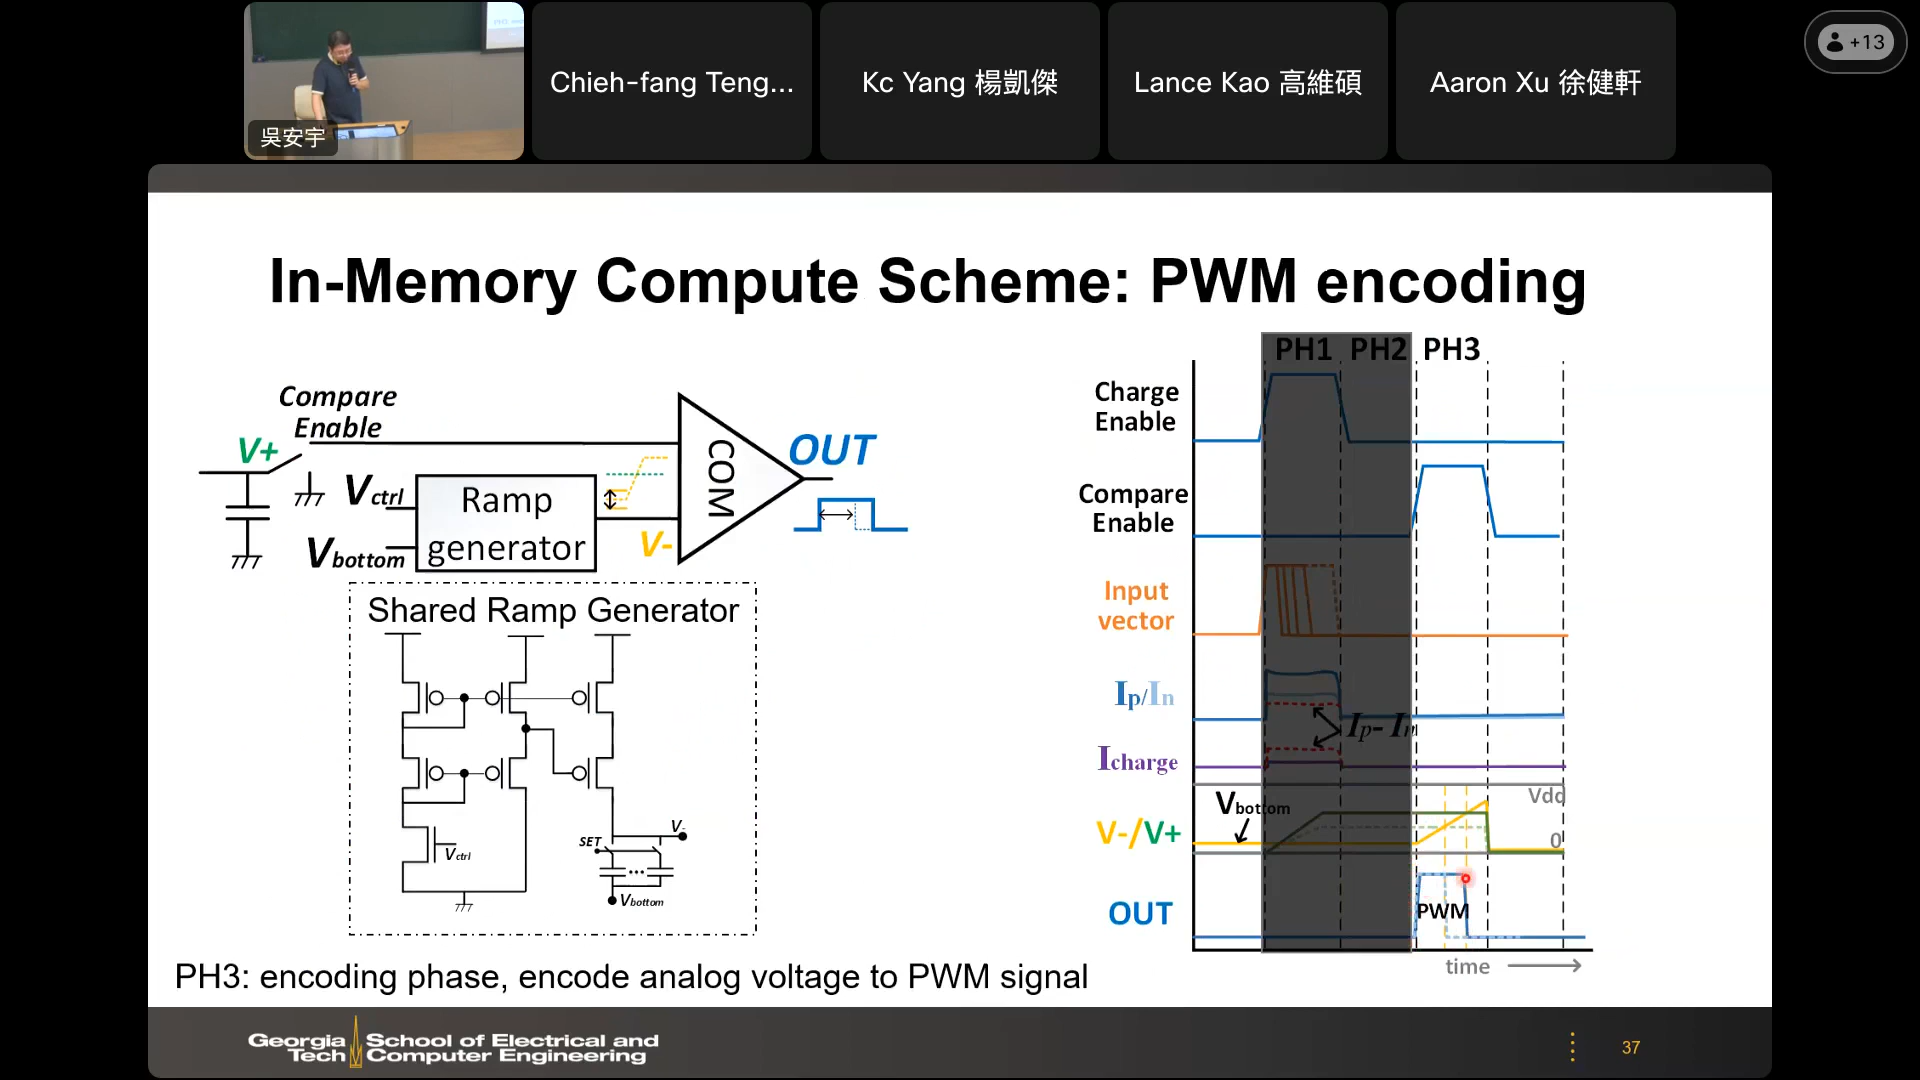 吳安宇
Chieh-fang Teng...
Kc Yang 楊凱傑
Lance Kao 高維碩
Aaron Xu 徐健軒
+13
In-Memory Compute Scheme: PWM encoding
Compare
Enable
V+
Vctrl
Vbottom
Ramp
generator
V-
COM
OUT
Shared Ramp Generator
Vctrl
SET
V-
Vbottom
PH1 PH2 PH3
Charge
Enable
Compare
Enable
Input
vector
Ip/In
Ip- In
Icharge
Vbottom
Vdd
V-/V+
0
OUT
PWM
time
PH3: encoding phase, encode analog voltage to PWM signal
Georgia Tech
School of Electrical and
Computer Engineering
37